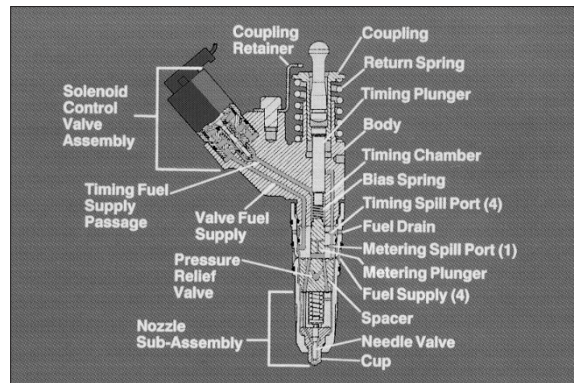 Coupling
Retainer
Coupling
Return Spring
Solenoid
Control
Valve
Assembly
Timing Plunger
Body
Timing Chamber
Bias Spring
Timing Fuel
Supply
Passage
Valve Fuel
Supply
Timing Spill Port (4)
Fuel Drain
Metering Spill Port (1)
Metering Plunger
Pressure
Relief
Valve
Fuel Supply (4)
Spacer
Nozzle
Sub-Assembly
Needle Valve
Cup